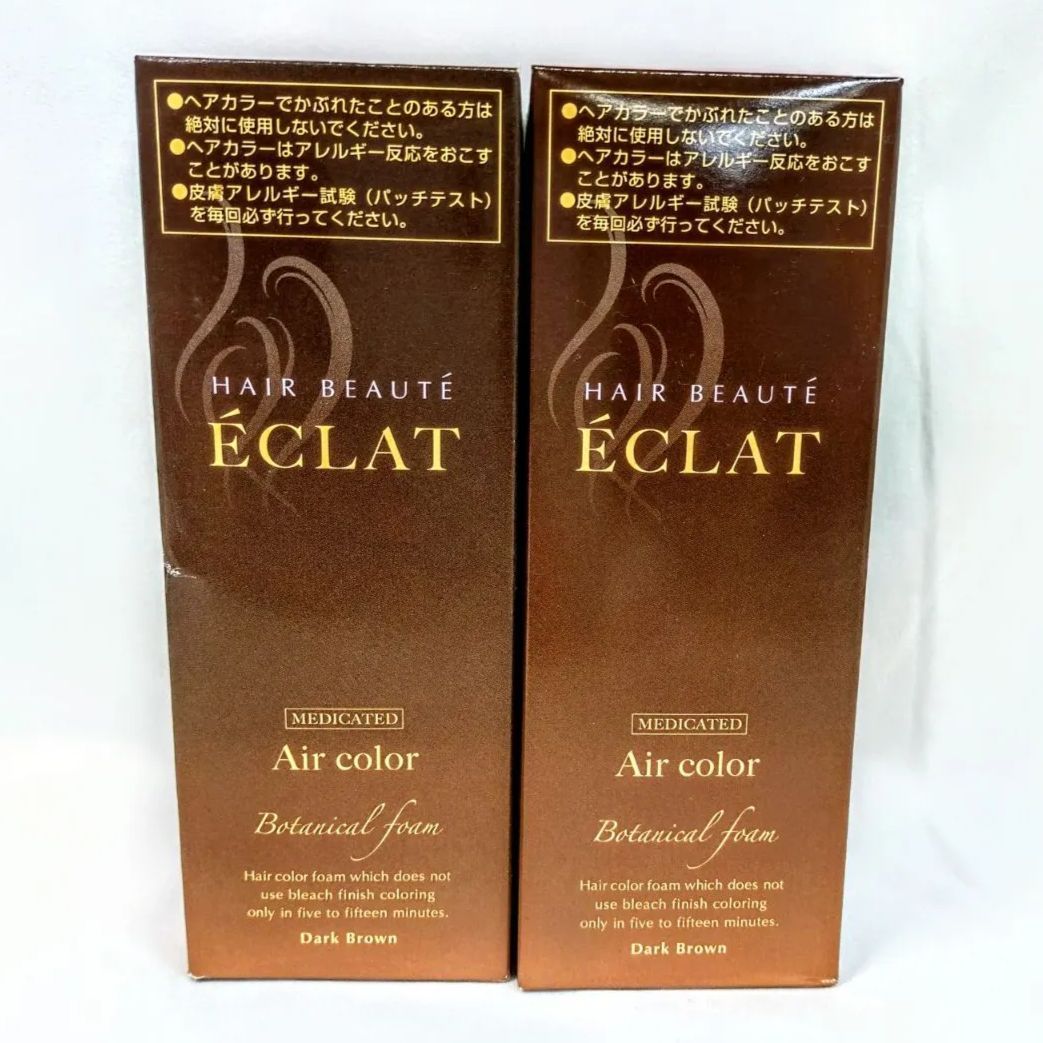 ●ヘアカラーでかぶれたことのある方は
絶対に使用しないでください。
●ヘアカラーはアレルギー反応をおこす
ことがあります。
●皮膚アレルギー試験（パッチテスト）
を毎回必ず行ってください。
HAIR BEAUTÉ
ÉCLAT
MEDICATED
Air color
Botanical foam
Hair color foam which does not
use bleach finish coloring
only in five to fifteen minutes.
Dark Brown
●ヘアカラーでかぶれたことのある方は
絶対に使用しないでください。
●ヘアカラーはアレルギー反応をおこす
ことがあります。
●皮膚アレルギー試験（パッチテスト）
を毎回必ず行ってください。
HAIR BEAUTÉ
ÉCLAT
MEDICATED
Air color
Botanical foam
Hair color foam which does not
use bleach finish coloring
only in five to fifteen minutes.
Dark Brown